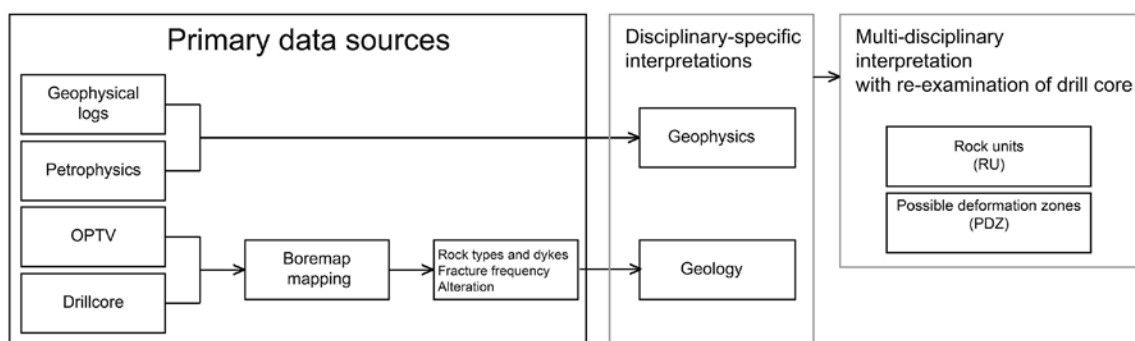 Primary data sources
Geophysical
logs
Petrophysics
OPTV
Drillcore
Boremap
mapping
Rock types and dykes
Fracture frequency
Alteration
Disciplinary-specific
interpretations
Geophysics
Geology
Multi-disciplinary
interpretation
with re-examination of drill core
Rock units
(RU)
Possible deformation zones
(PDZ)